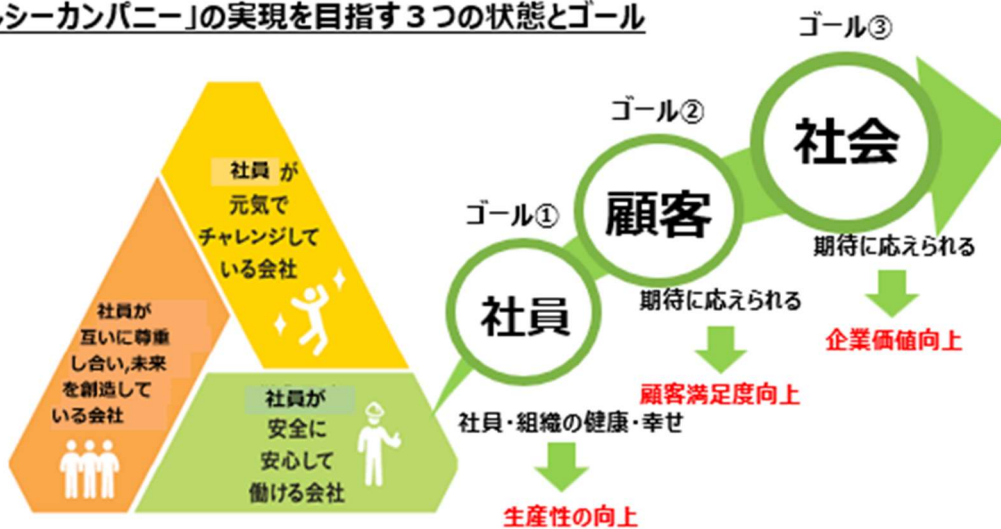 シーカンパニー」の実現を目指す3つの状態とゴール
社員 が
元気で
チャレンジして
いる会社
社員が
互いに尊重
し合い,未来
を創造して
いる会社
社員が
安全に
安心して
働ける会社
ゴール①
社員
社員・組織の健康・幸せ
生産性の向上
ゴール②
顧客
期待に応えられる
顧客満足度向上
ゴール③
社会
期待に応えられる
企業価値向上